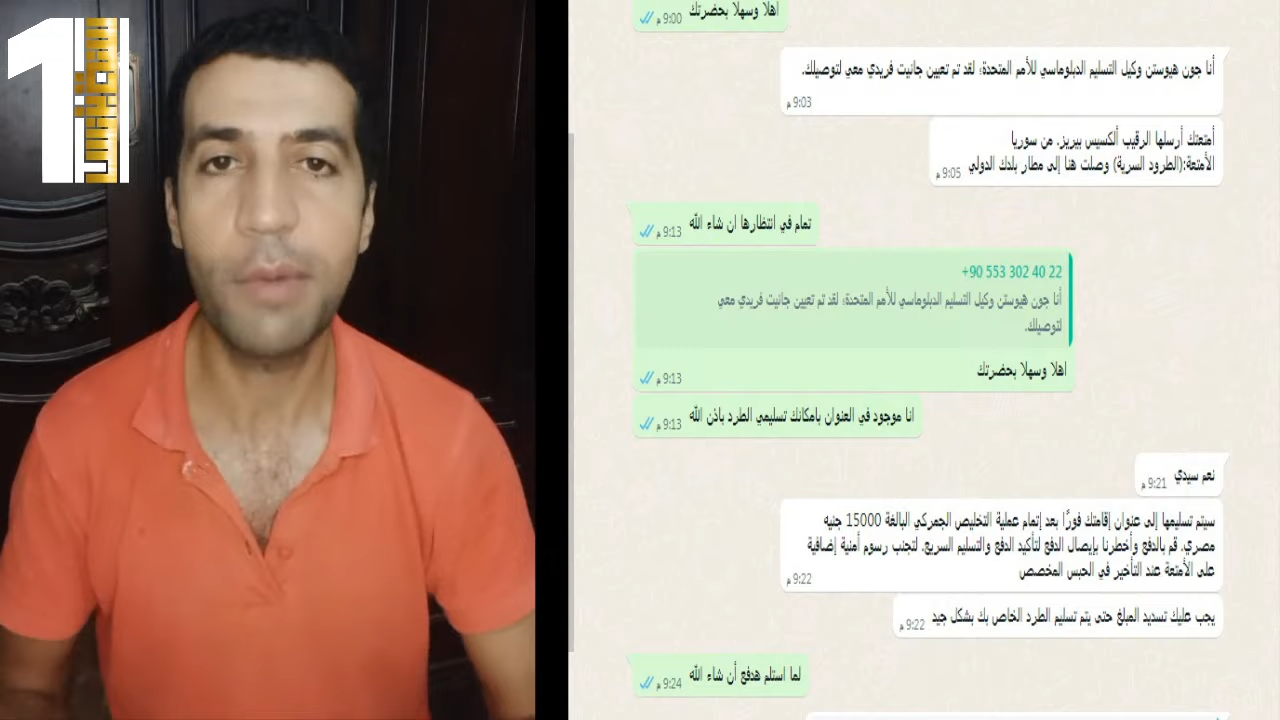 اهلا وسهلا بحضرتك
9:00 م
أنا جون هيوستن وكيل التسليم الدبلوماسي للأمم المتحدة، لقد تم تعيين جانيت فريدي معي لتوصيلك.
9:03 م
أمتعتك أرسلها الرقيب ألكسيس بيريز. من سوريا
الأمتعة:(الطرود السرية) وصلت هنا إلى مطار بلدك الدولي
9:05 م
تمام في انتظارها ان شاء الله
9:13 م
+90 553 302 40 22
أنا جون هيوستن وكيل التسليم الدبلوماسي للأمم المتحدة، لقد تم تعيين جانيت فريدي معي
لتوصيلك.
اهلا وسهلا بحضرتك
9:13 م
انا موجود في العنوان بامكانك تسليمي الطرد باذن الله
9:13 م
نعم سيدي
9:21 م
سيتم تسليمها إلى عنوان إقامتك فورًا بعد إتمام عملية التخليص الجمركي البالغة 15000 جنيه
مصري. قم بالدفع وأخطرنا بإيصال الدفع لتأكيد الدفع والتسليم السريع. لتجنب رسوم أمنية إضافية
على الأمتعة عند التأخير في الحبس المخصص
9:22 م
يجب عليك تسديد المبلغ حتى يتم تسليم الطرد الخاص بك بشكل جيد
9:22 م
لما استلم هدفع أن شاء الله
9:24 م